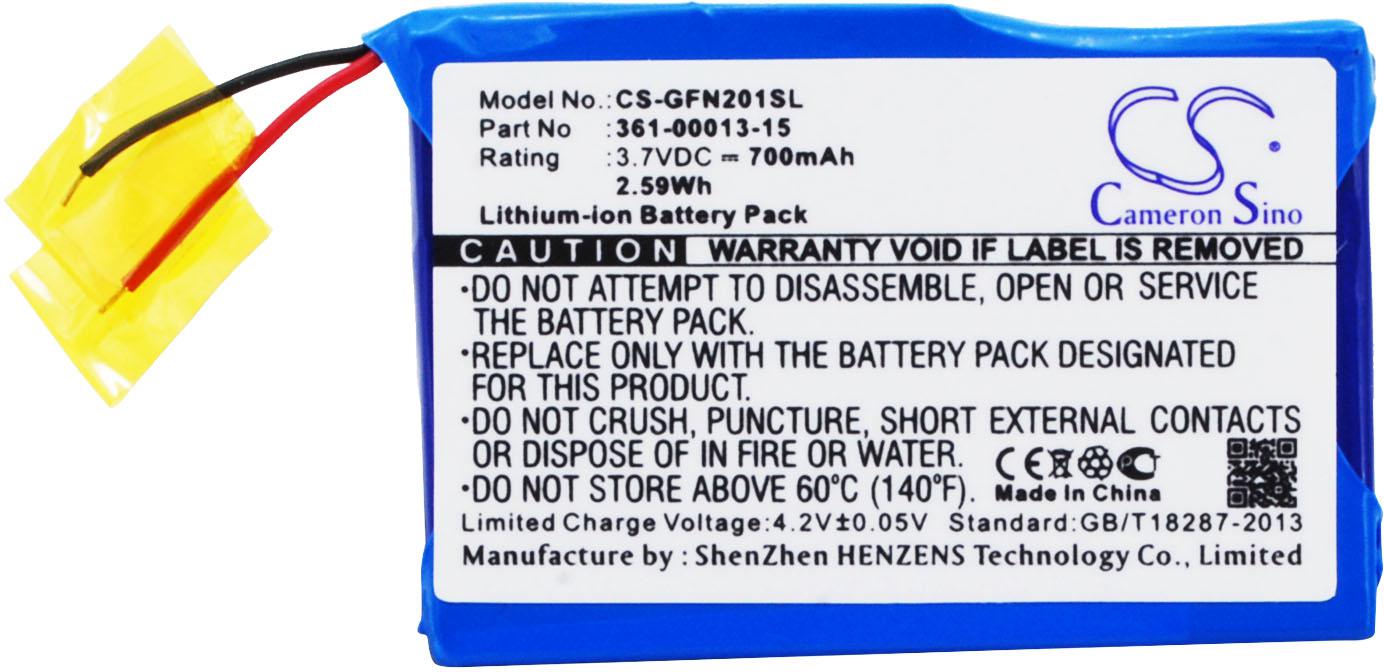 Model No.:CS-GFN201SL
Part No :361-00013-15
Rating :3.7VDC ⎓ 700mAh
2.59Wh
Lithium-ion Battery Pack
CS
Cameron Sino
CAUTION WARRANTY VOID IF LABEL IS REMOVED
·DO NOT ATTEMPT TO DISASSEMBLE, OPEN OR SERVICE
THE BATTERY PACK.
·REPLACE ONLY WITH THE BATTERY PACK DESIGNATED
FOR THIS PRODUCT.
·DO NOT CRUSH, PUNCTURE, SHORT EXTERNAL CONTACTS
OR DISPOSE OF IN FIRE OR WATER.
·DO NOT STORE ABOVE 60°C (140°F).
CE
Made In China
Limited Charge Voltage:4.2V±0.05V Standard:GB/T18287-2013
Manufacture by : ShenZhen HENZENS Technology Co., Limited